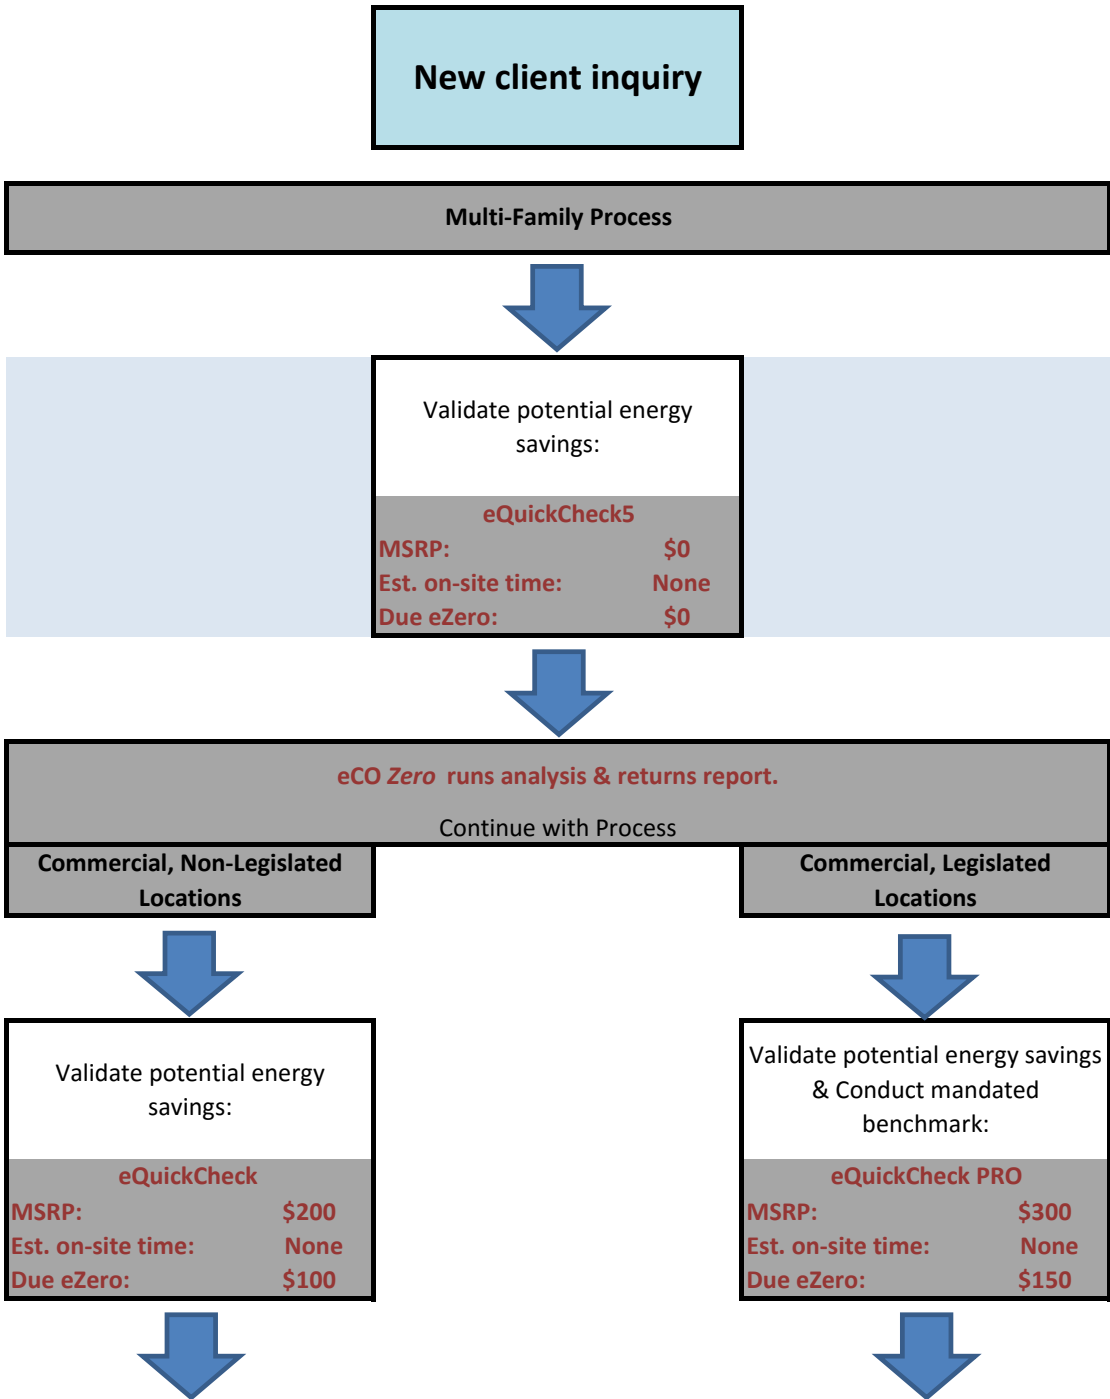 New client inquiry
Multi-Family Process
Validate potential energy
savings:
eQuickCheck5
MSRP: $0
Est. on-site time: None
Due eZero: $0
eCO Zero runs analysis & returns report.
Continue with Process
Commercial, Non-Legislated
Locations
Commercial, Legislated
Locations
Validate potential energy
savings:
eQuickCheck
MSRP: $200
Est. on-site time: None
Due eZero: $100
Validate potential energy savings
& Conduct mandated
benchmark:
eQuickCheck PRO
MSRP: $300
Est. on-site time: None
Due eZero: $150